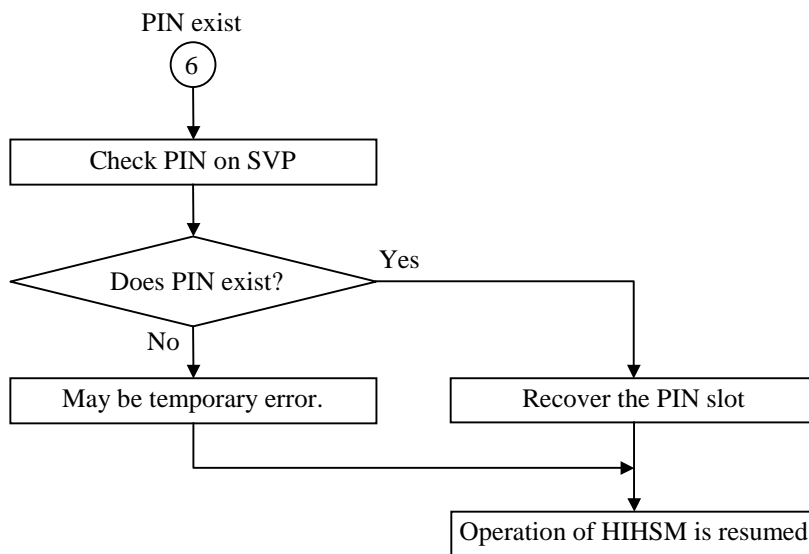 PIN exist
6
Check PIN on SVP
Does PIN exist?
Yes
No
May be temporary error.
Recover the PIN slot
Operation of HIHSM is resumed